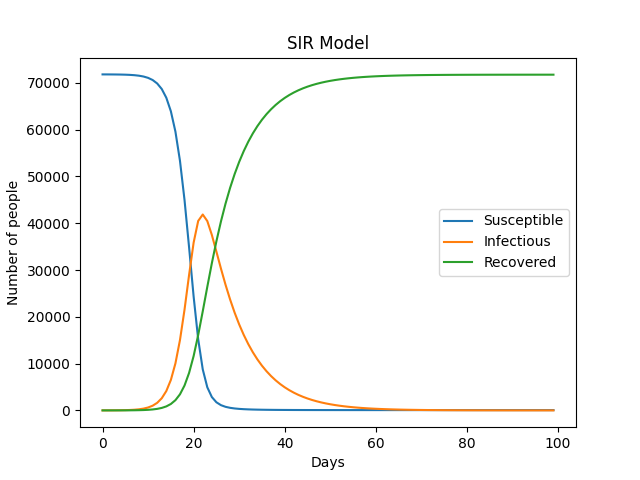 SIR Model
Number of people
70000
60000
50000
40000
30000
20000
10000
0
Susceptible
Infectious
Recovered
0 20 40 60 80 100
Days